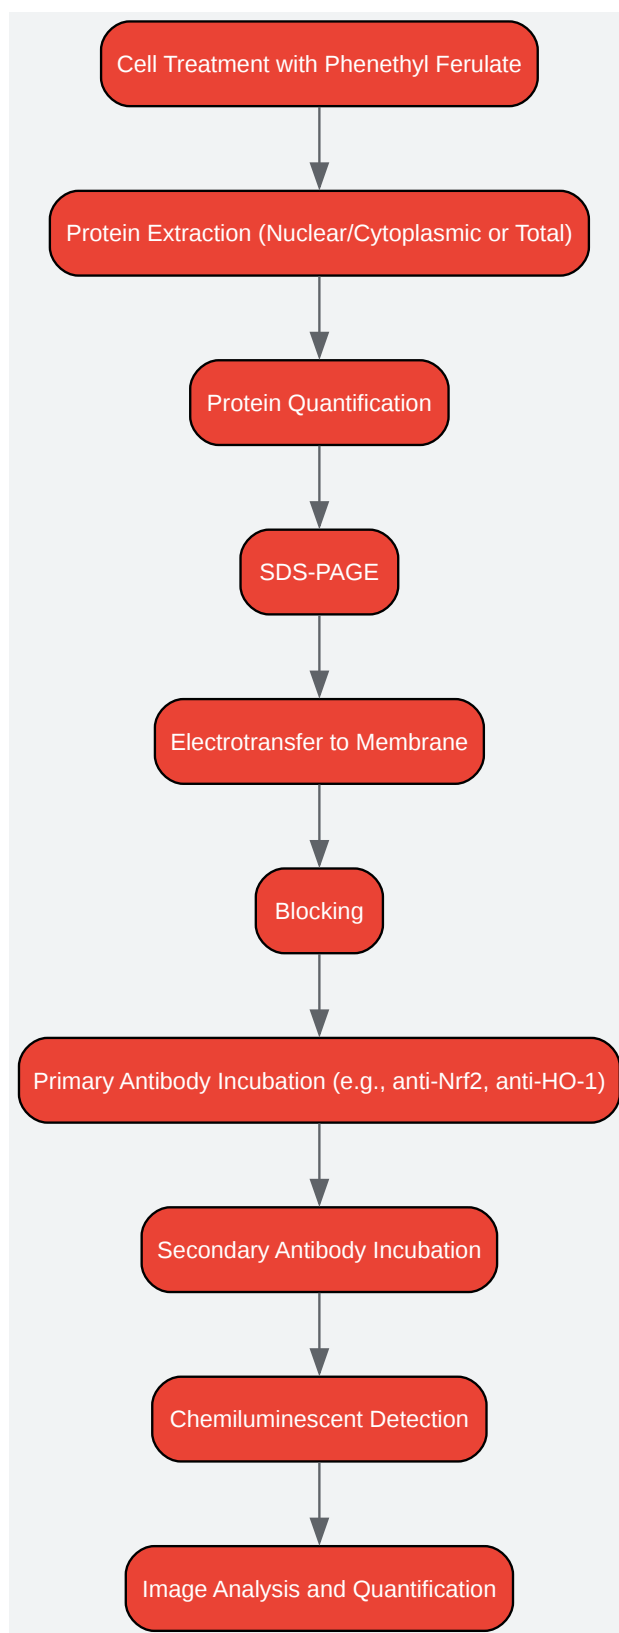 Cell Treatment with Phenethyl Ferulate
Protein Extraction (Nuclear/Cytoplasmic or Total)
Protein Quantification
SDS-PAGE
Electrotransfer to Membrane
Blocking
Primary Antibody Incubation (e.g., anti-Nrf2, anti-HO-1)
Secondary Antibody Incubation
Chemiluminescent Detection
Image Analysis and Quantification